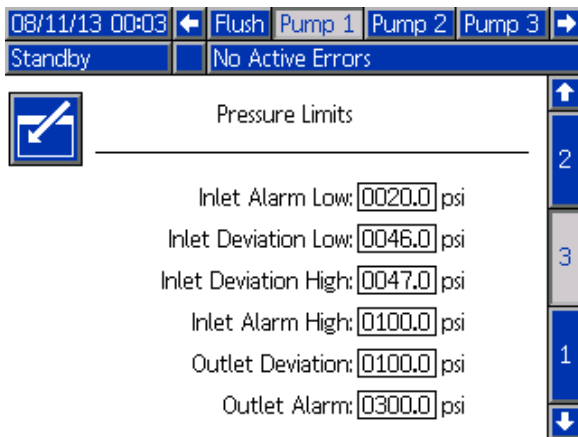 08/11/13 00:03 Flush Pump 1 Pump 2 Pump 3
Standby No Active Errors
Pressure Limits
2
Inlet Alarm Low: 0020.0 psi
Inlet Deviation Low: 0046.0 psi
3
Inlet Deviation High: 0047.0 psi
Inlet Alarm High: 0100.0 psi
1
Outlet Deviation: 0100.0 psi
Outlet Alarm: 0300.0 psi